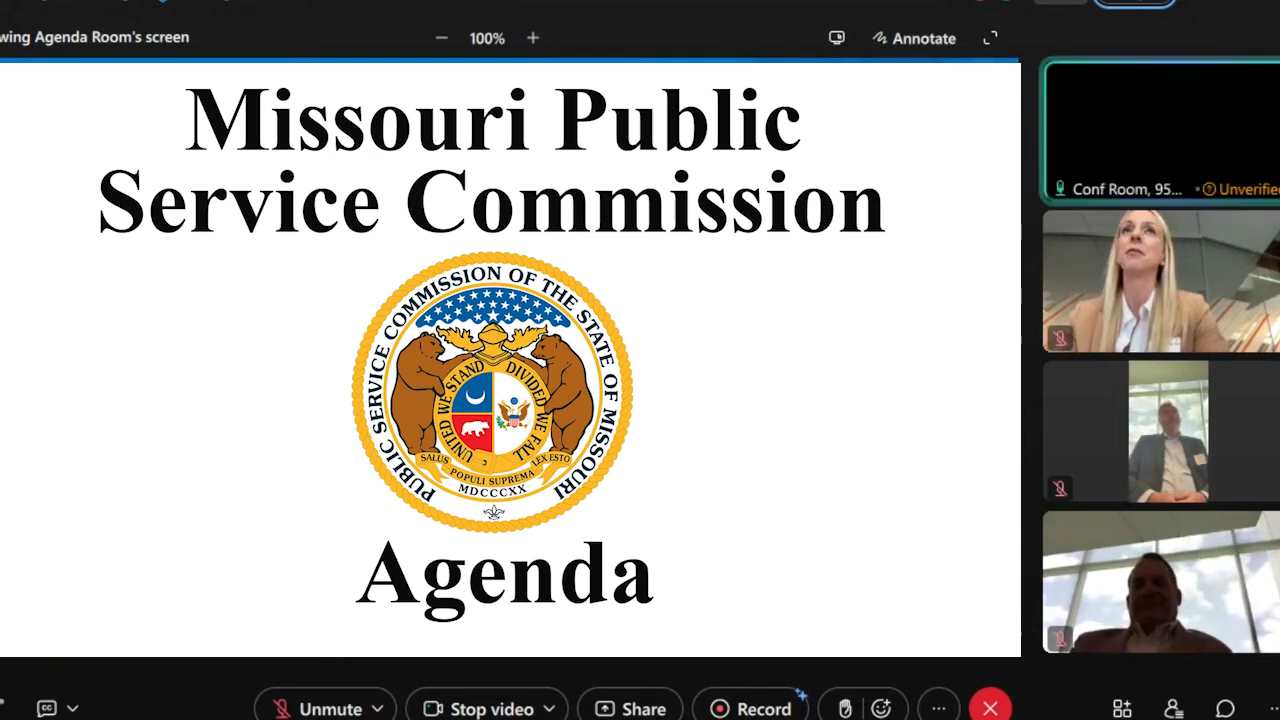 wing Agenda Room's screen
100%
Annotate
Missouri Public
Service Commission
PUBLIC SERVICE COMMISSION OF THE STATE OF MISSOURI
UNITED WE STAND DIVIDED WE FALL
SALUS POPULI SUPREMA LEX ESTO
MDCCCXX
Agenda
Conf Room, 95...
Unverified
CC
Unmute
Stop video
Share
Record